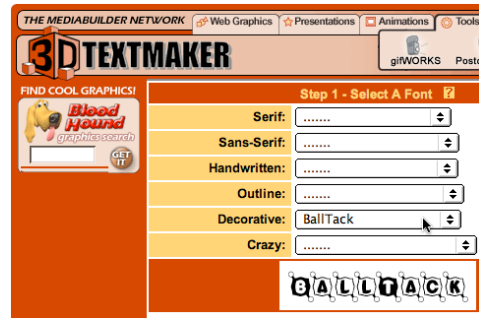 THE MEDIABUILDER NETWORK Web Graphics Presentations Animations Tools
3D TEXTMAKER
gifWORKS
FIND COOL GRAPHICS!
Blood Hound
graphics search
GET IT
Step 1 - Select A Font ?
Serif: .......
Sans-Serif: .......
Handwritten: .......
Outline: .......
Decorative: BallTack
Crazy: .......
BALLTACK